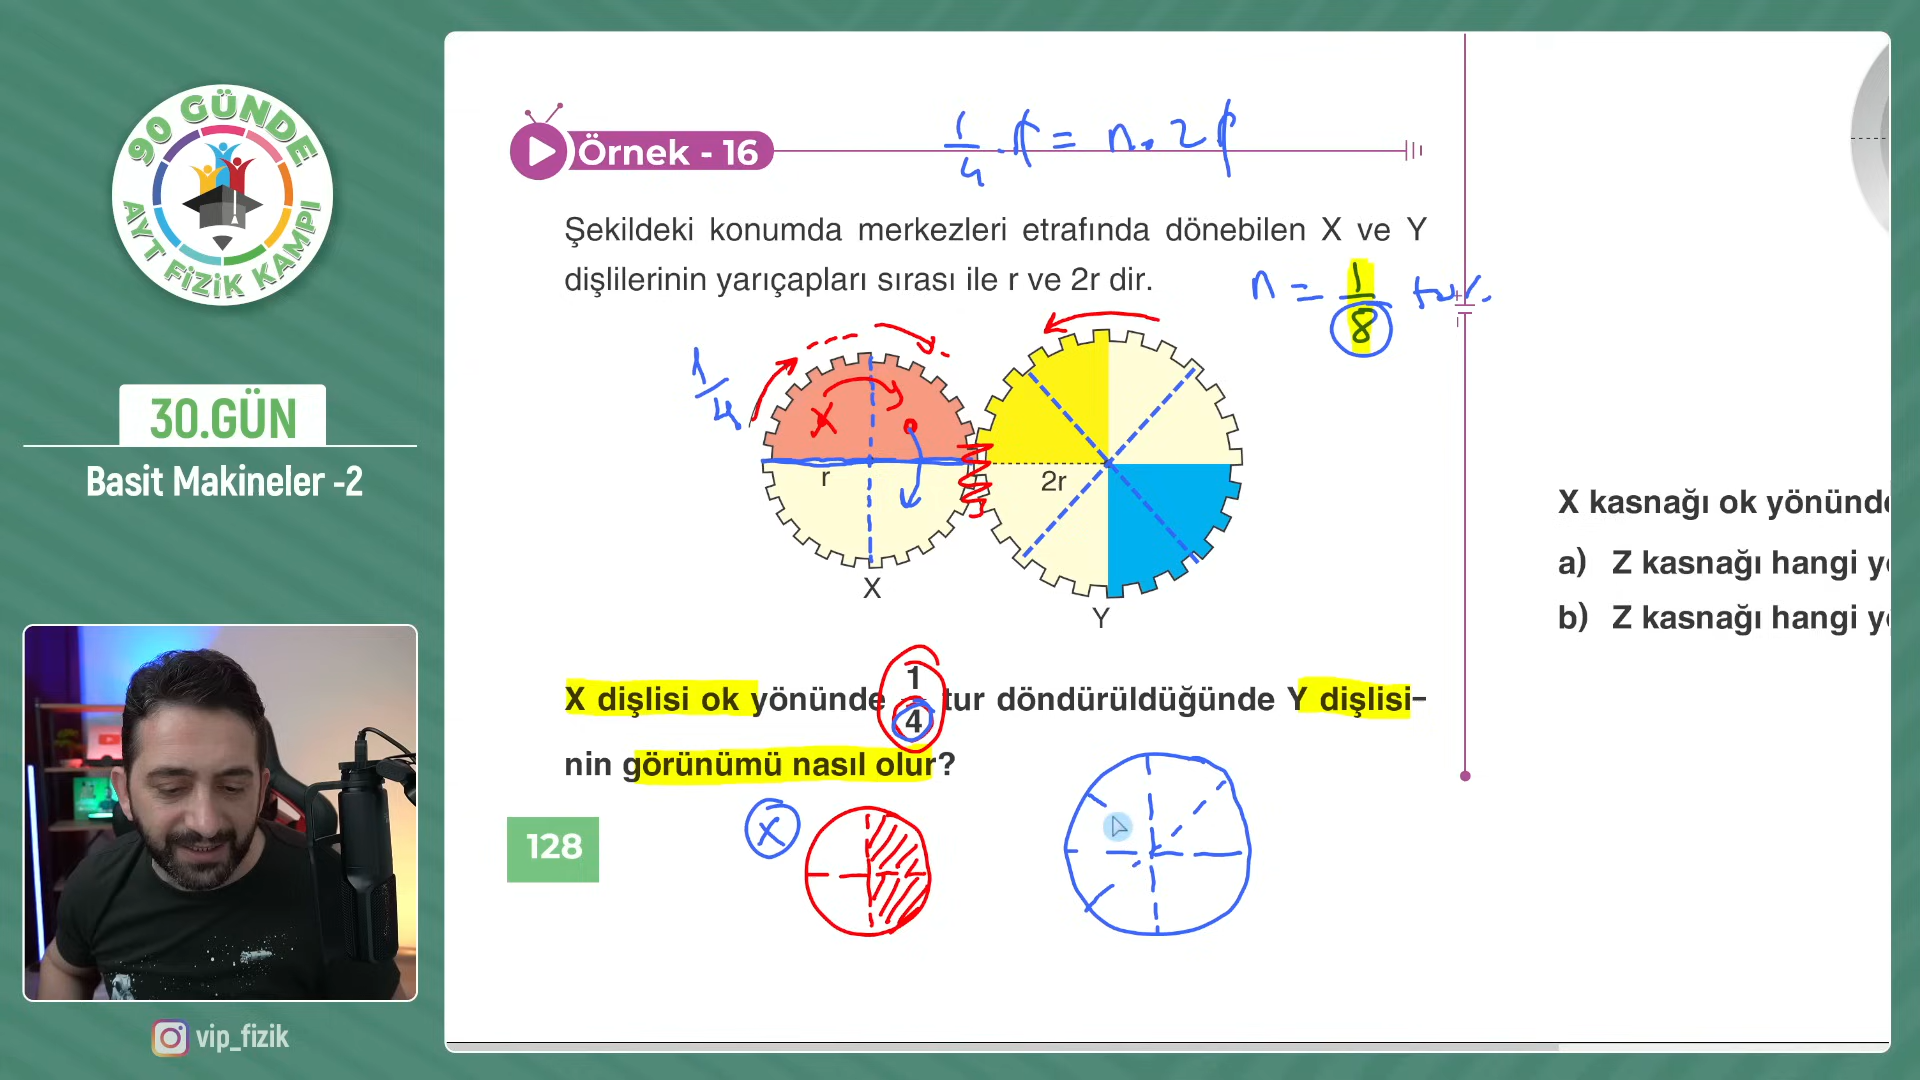 90 GÜNDE
AYT FİZİK KAMPI
30.GÜN
Basit Makineler -2
vip_fizik
Örnek - 16
1/4 . r = n . 2r
Şekildeki konumda merkezleri etrafında dönebilen X ve Y
dişlilerinin yarıçapları sırası ile r ve 2r dir.
n = 1/8 tur.
1/4
X
r
2r
X
Y
X dişlisi ok yönünde 1/4 tur döndürüldüğünde Y dişlisi-
nin görünümü nasıl olur?
X
128
X kasnağı ok yönünde
a) Z kasnağı hangi y
b) Z kasnağı hangi y